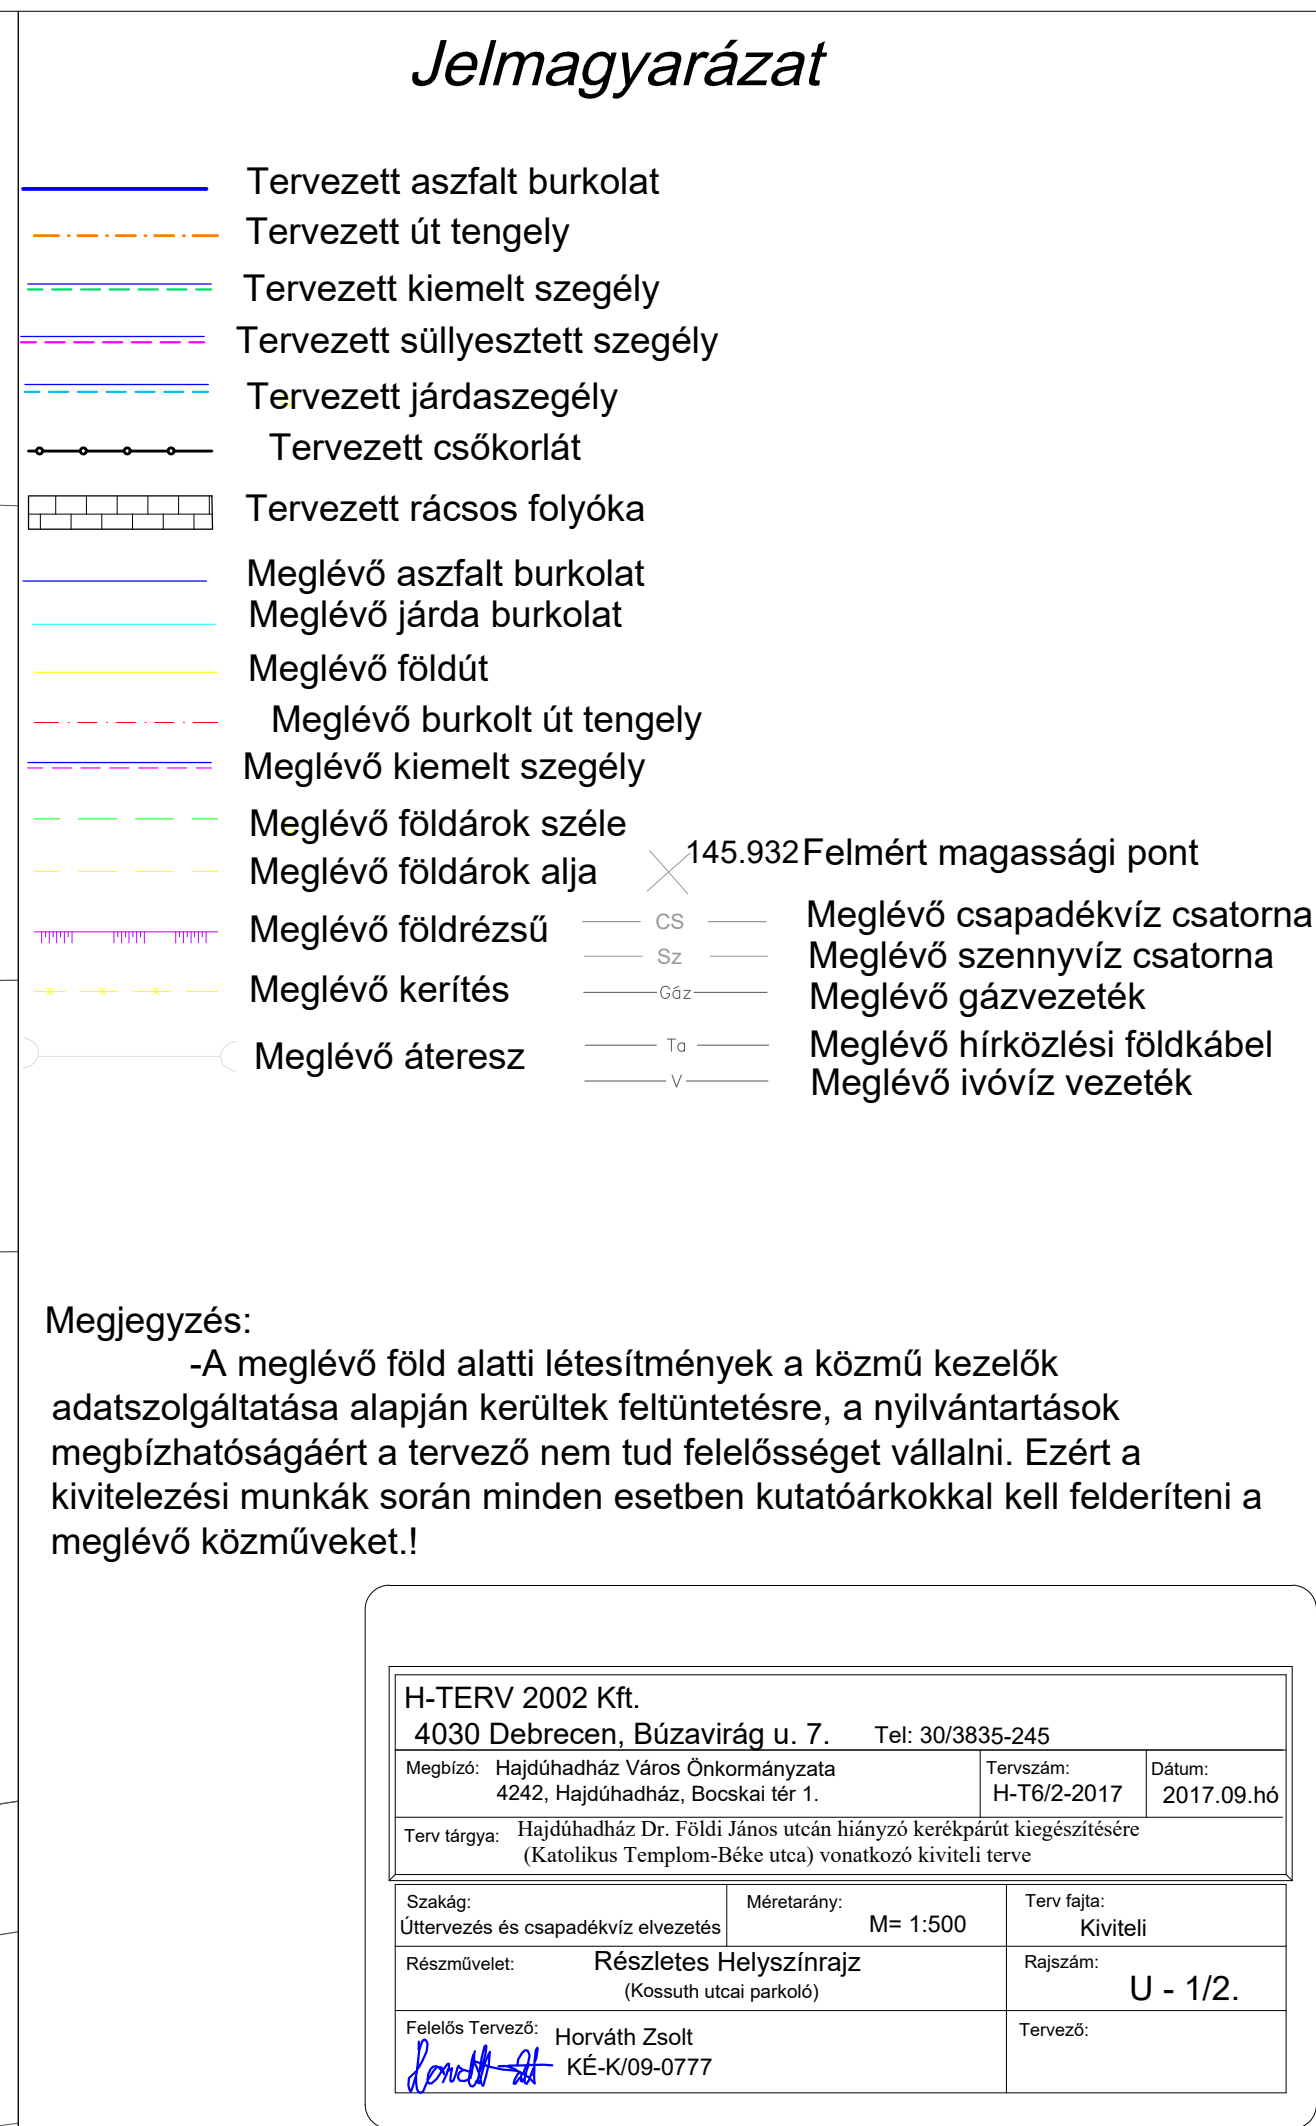 Jelmagyarázat
Tervezett aszfalt burkolat
Tervezett út tengely
Tervezett kiemelt szegély
Tervezett süllyesztett szegély
Tervezett járdaszegély
Tervezett csőkorlát
Tervezett rácsos folyóka
Meglévő aszfalt burkolat
Meglévő járda burkolat
Meglévő földút
Meglévő burkolt út tengely
Meglévő kiemelt szegély
Meglévő földárok széle
Meglévő földárok alja
Meglévő földrézsű
Meglévő kerítés
Meglévő áteresz
145.932 Felmért magassági pont
CS Meglévő csapadékvíz csatorna
Sz Meglévő szennyvíz csatorna
Gáz Meglévő gázvezeték
Ta Meglévő hírközlési földkábel
V Meglévő ivóvíz vezeték
Megjegyzés:
-A meglévő föld alatti létesítmények a közmű kezelők
adatszolgáltatása alapján kerültek feltüntetésre, a nyilvántartások
megbízhatóságáért a tervező nem tud felelősséget vállalni. Ezért a
kivitelezési munkák során minden esetben kutatóárkokkal kell felderíteni a
meglévő közműveket.!
H-TERV 2002 Kft.
4030 Debrecen, Búzavirág u. 7. Tel: 30/3835-245
Megbízó: Hajdúhadház Város Önkormányzata
4242, Hajdúhadház, Bocskai tér 1.
Tervszám:
H-T6/2-2017
Dátum:
2017.09.hó
Terv tárgya: Hajdúhadház Dr. Földi János utcán hiányzó kerékpárút kiegészítésére
(Katolikus Templom-Béke utca) vonatkozó kiviteli terve
Szakág:
Úttervezés és csapadékvíz elvezetés
Méretarány:
M= 1:500
Terv fajta:
Kiviteli
Részművelet: Részletes Helyszínrajz
(Kossuth utcai parkoló)
Rajszám:
U - 1/2.
Felelős Tervező: Horváth Zsolt
KÉ-K/09-0777
Tervező: